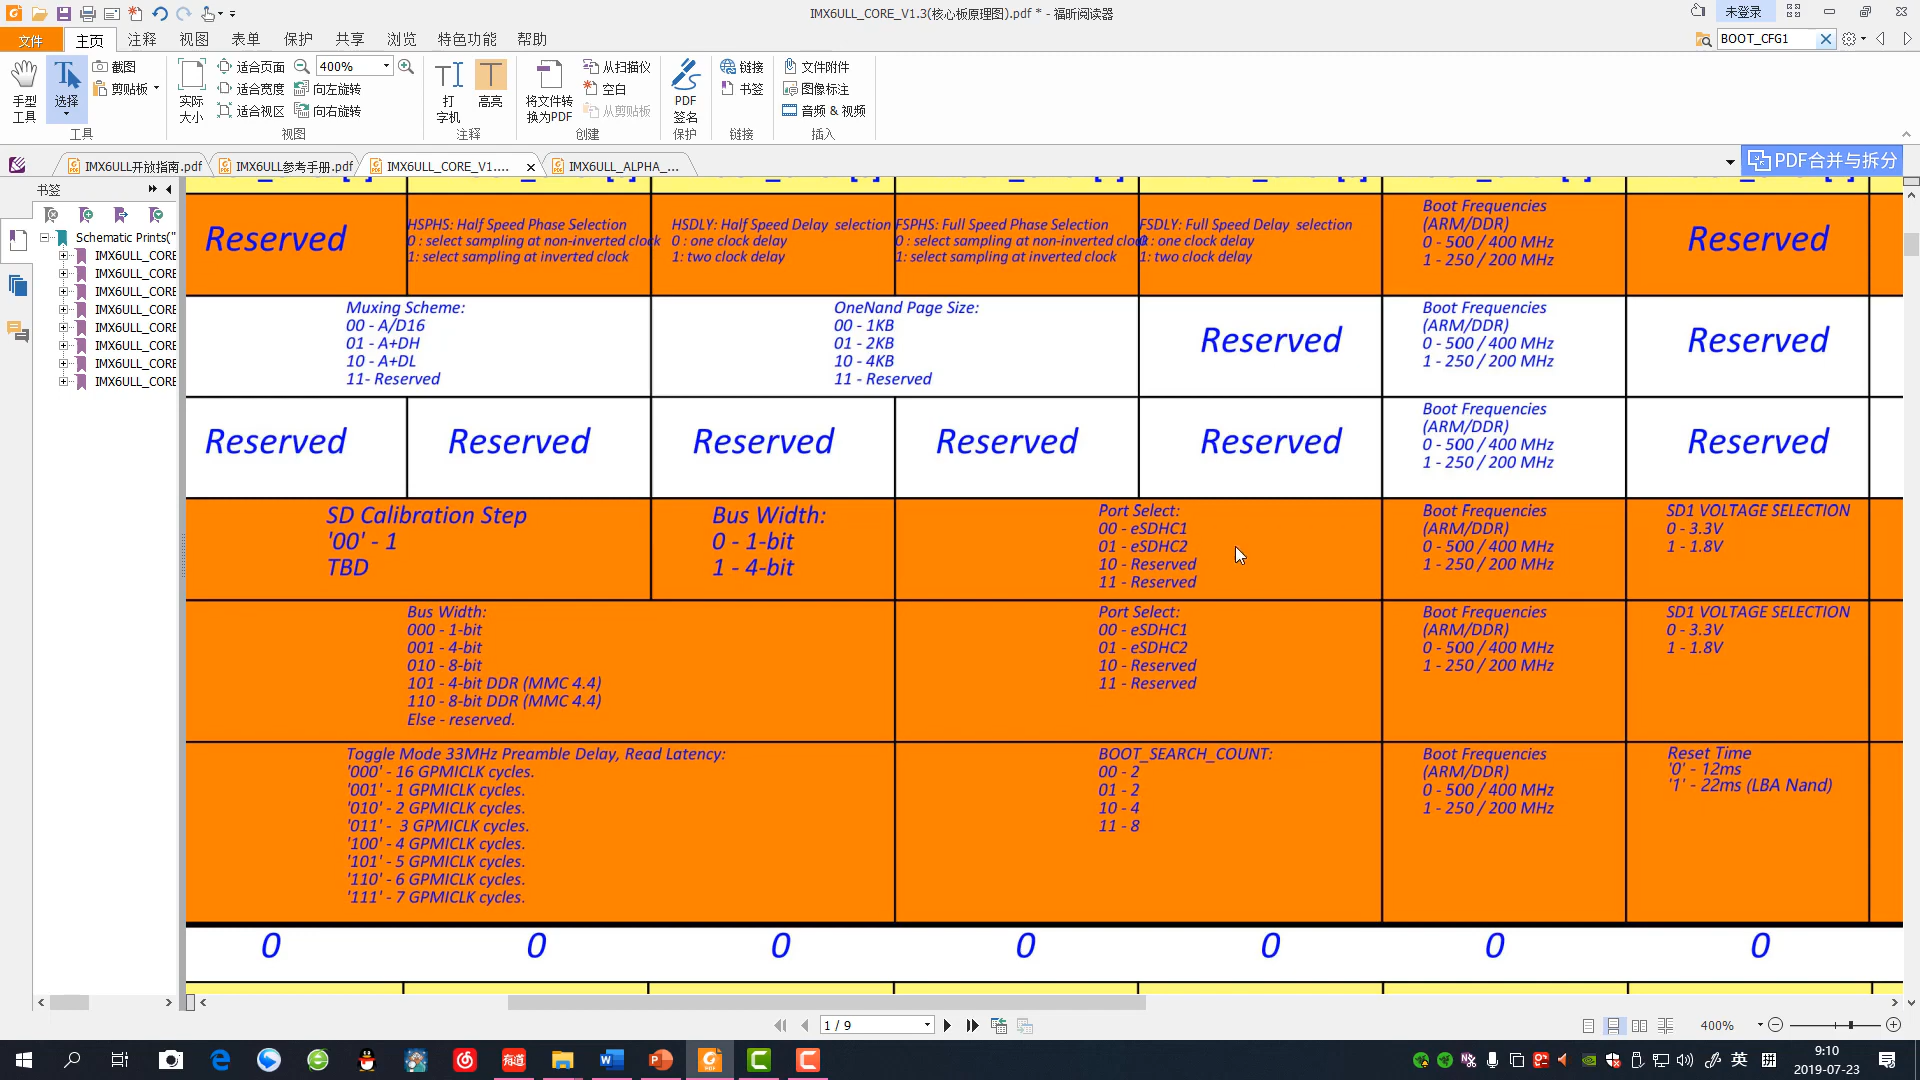 IMX6ULL_CORE_V1.3(核心板原理图).pdf * - 福昕阅读器
未登录
文件 主页 注释 视图 表单 保护 共享 浏览 特色功能 帮助
BOOT_CFG1
手型
工具
选择
截图
剪贴板
工具
实际
大小
适合页面
适合宽度
适合视区
400%
向左旋转
向右旋转
视图
打
字机
高亮
注释
将文件转
换为PDF
从扫描仪
空白
从剪贴板
创建
PDF
签名
保护
链接
书签
链接
文件附件
图像标注
音频 & 视频
插入
IMX6ULL开放指南.pdf
IMX6ULL参考手册.pdf
IMX6ULL_CORE_V1....
IMX6ULL_ALPHA_...
PDF合并与拆分
书签
Schematic Prints("
IMX6ULL_CORE
IMX6ULL_CORE
IMX6ULL_CORE
IMX6ULL_CORE
IMX6ULL_CORE
IMX6ULL_CORE
IMX6ULL_CORE
IMX6ULL_CORE
Reserved
HSPHS: Half Speed Phase Selection
0 : select sampling at non-inverted clock
1: select sampling at inverted clock
HSDLY: Half Speed Delay selection
0 : one clock delay
1: two clock delay
FSPHS: Full Speed Phase Selection
0 : select sampling at non-inverted clock
1: select sampling at inverted clock
FSDLY: Full Speed Delay selection
0 : one clock delay
1: two clock delay
Boot Frequencies
(ARM/DDR)
0 - 500 / 400 MHz
1 - 250 / 200 MHz
Reserved
Muxing Scheme:
00 - A/D16
01 - A+DH
10 - A+DL
11- Reserved
OneNand Page Size:
00 - 1KB
01 - 2KB
10 - 4KB
11 - Reserved
Reserved
Boot Frequencies
(ARM/DDR)
0 - 500 / 400 MHz
1 - 250 / 200 MHz
Reserved
Reserved
Reserved
Reserved
Reserved
Reserved
Boot Frequencies
(ARM/DDR)
0 - 500 / 400 MHz
1 - 250 / 200 MHz
Reserved
SD Calibration Step
'00' - 1
TBD
Bus Width:
0 - 1-bit
1 - 4-bit
Port Select:
00 - eSDHC1
01 - eSDHC2
10 - Reserved
11 - Reserved
Boot Frequencies
(ARM/DDR)
0 - 500 / 400 MHz
1 - 250 / 200 MHz
SD1 VOLTAGE SELECTION
0 - 3.3V
1 - 1.8V
Bus Width:
000 - 1-bit
001 - 4-bit
010 - 8-bit
101 - 4-bit DDR (MMC 4.4)
110 - 8-bit DDR (MMC 4.4)
Else - reserved.
Port Select:
00 - eSDHC1
01 - eSDHC2
10 - Reserved
11 - Reserved
Boot Frequencies
(ARM/DDR)
0 - 500 / 400 MHz
1 - 250 / 200 MHz
SD1 VOLTAGE SELECTION
0 - 3.3V
1 - 1.8V
Toggle Mode 33MHz Preamble Delay, Read Latency:
'000' - 16 GPMICLK cycles.
'001' - 1 GPMICLK cycles.
'010' - 2 GPMICLK cycles.
'011' - 3 GPMICLK cycles.
'100' - 4 GPMICLK cycles.
'101' - 5 GPMICLK cycles.
'110' - 6 GPMICLK cycles.
'111' - 7 GPMICLK cycles.
BOOT_SEARCH_COUNT:
00 - 2
01 - 2
10 - 4
11 - 8
Boot Frequencies
(ARM/DDR)
0 - 500 / 400 MHz
1 - 250 / 200 MHz
Reset Time
'0' - 12ms
'1' - 22ms (LBA Nand)
0 0 0 0 0 0 0
1 / 9
400%
有道
英
9:10
2019-07-23